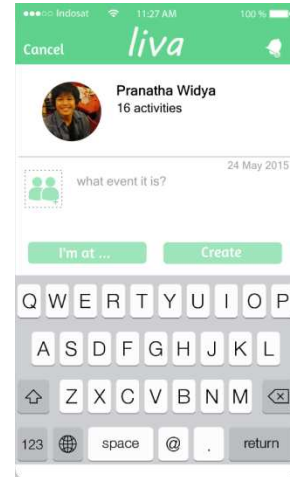 Indosat 11:27 AM 100 %
Cancel liva
Pranatha Widya
16 activities
24 May 2015
what event it is?
I'm at ... Create
Q W E R T Y U I O P
A S D F G H J K L
Z X C V B N M
123 space @ . return